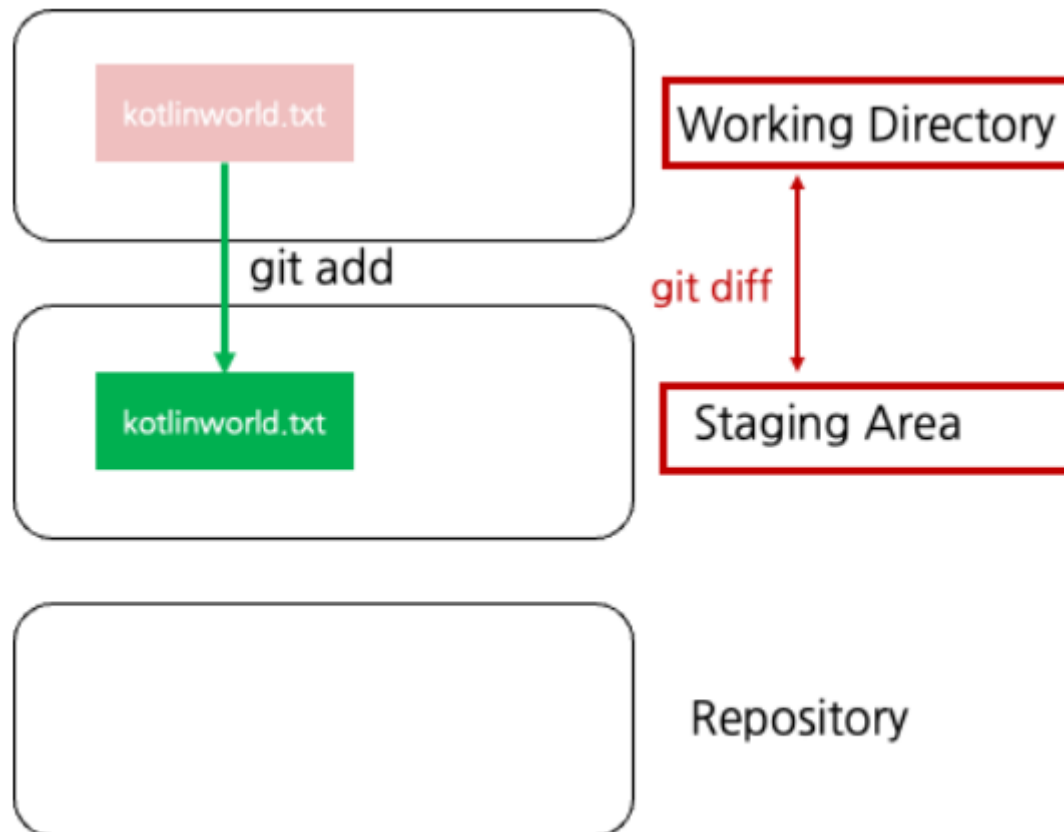 kotlinworld.txt
Working Directory
git add
git diff
kotlinworld.txt
Staging Area
Repository